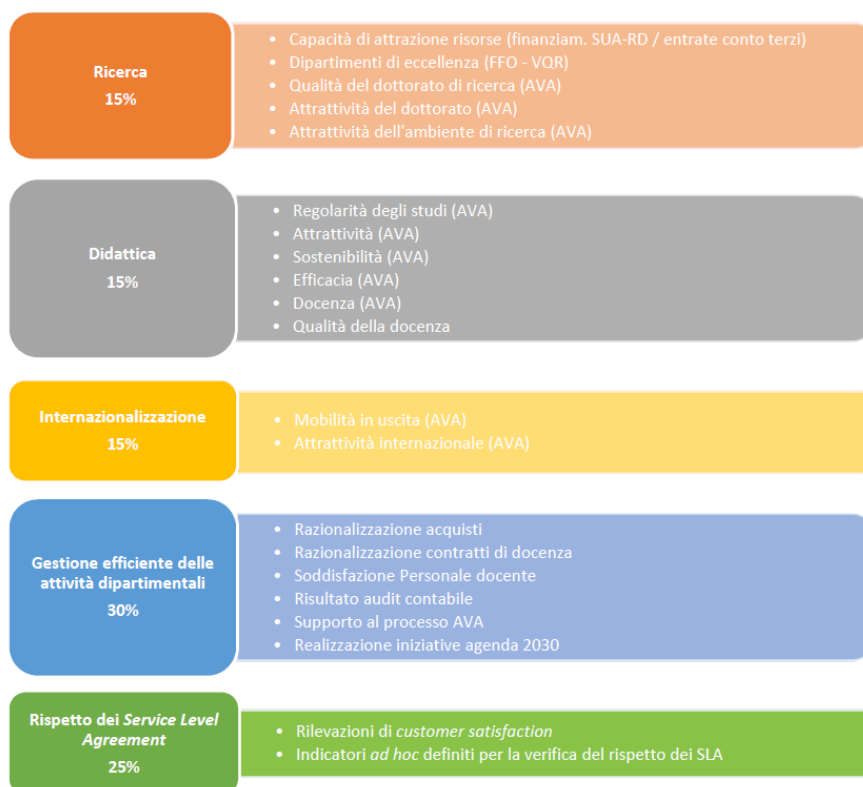 Ricerca
15%
• Capacità di attrazione risorse (finanziam. SUA-RD / entrate conto terzi)
• Dipartimenti di eccellenza (FFO - VQR)
• Qualità del dottorato di ricerca (AVA)
• Attrattività del dottorato (AVA)
• Attrattività dell'ambiente di ricerca (AVA)
Didattica
15%
• Regolarità degli studi (AVA)
• Attrattività (AVA)
• Sostenibilità (AVA)
• Efficacia (AVA)
• Docenza (AVA)
• Qualità della docenza
Internazionalizzazione
15%
• Mobilità in uscita (AVA)
• Attrattività internazionale (AVA)
Gestione efficiente delle
attività dipartimentali
30%
• Razionalizzazione acquisti
• Razionalizzazione contratti di docenza
• Soddisfazione Personale docente
• Risultato audit contabile
• Supporto al processo AVA
• Realizzazione iniziative agenda 2030
Rispetto dei Service Level
Agreement
25%
• Rilevazioni di customer satisfaction
• Indicatori ad hoc definiti per la verifica del rispetto dei SLA